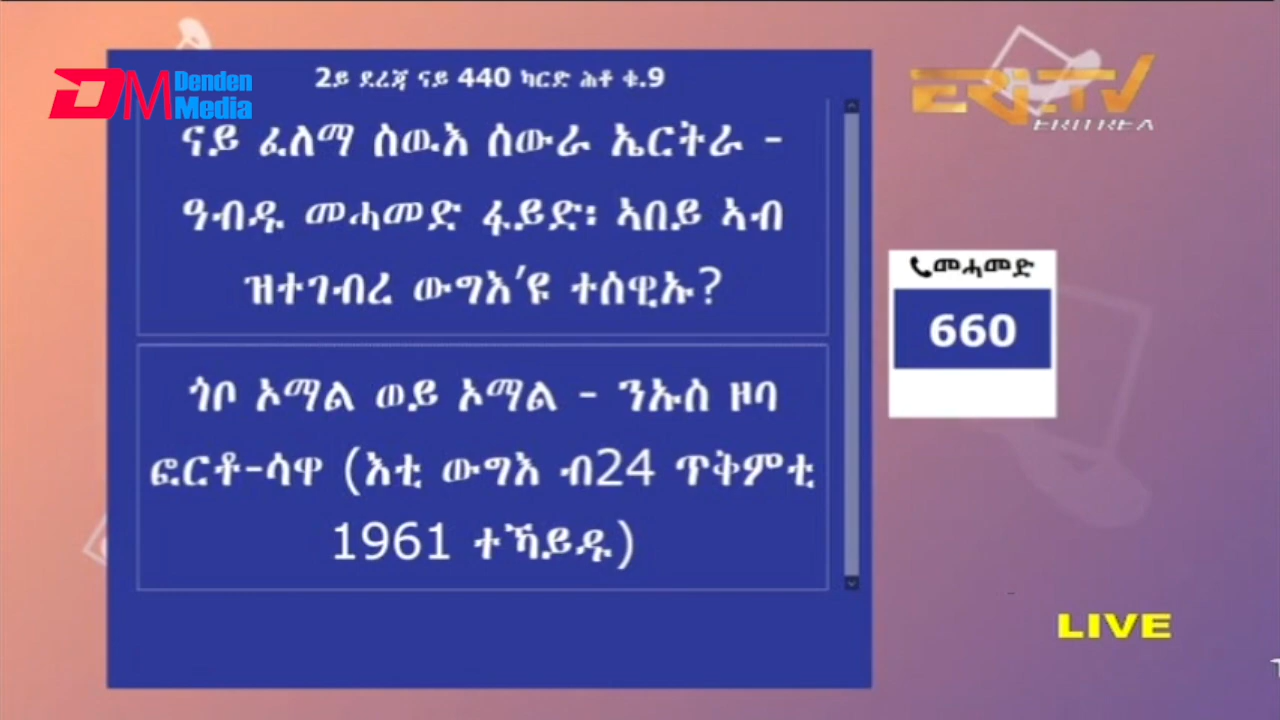 2ይ ደረጃ ናይ 440 ካርድ ሕቶ ቁ.9
DM Denden Media
ERi-TV
ERITREA
ናይ ፈለማ ስዉእ ሰውራ ኤርትራ -
ዓብዱ መሓመድ ፋይድ፡ ኣበይ ኣብ
ዝተገብረ ውግእ'ዩ ተሰዊኡ?
መሓመድ
660
ጎቦ ኦማል ወይ ኦማል - ንኡስ ዞባ
ፎርቶ-ሳዋ (እቲ ውግእ ብ24 ጥቅምቲ
1961 ተኻይዱ)
LIVE